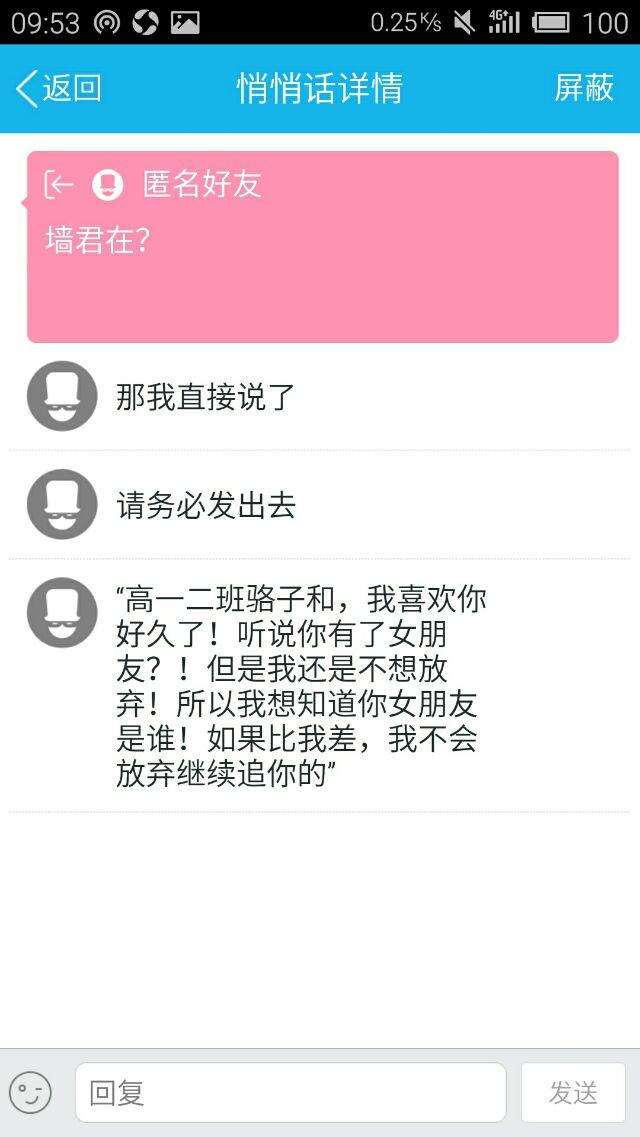 09:53
0.25K/s
4G
100
返回
悄悄话详情
屏蔽
匿名好友
墙君在？
那我直接说了
请务必发出去
“高一二班骆子和，我喜欢你
好久了！听说你有了女朋
友？！但是我还是不想放
弃！所以我想知道你女朋友
是谁！如果比我差，我不会
放弃继续追你的”
回复
发送